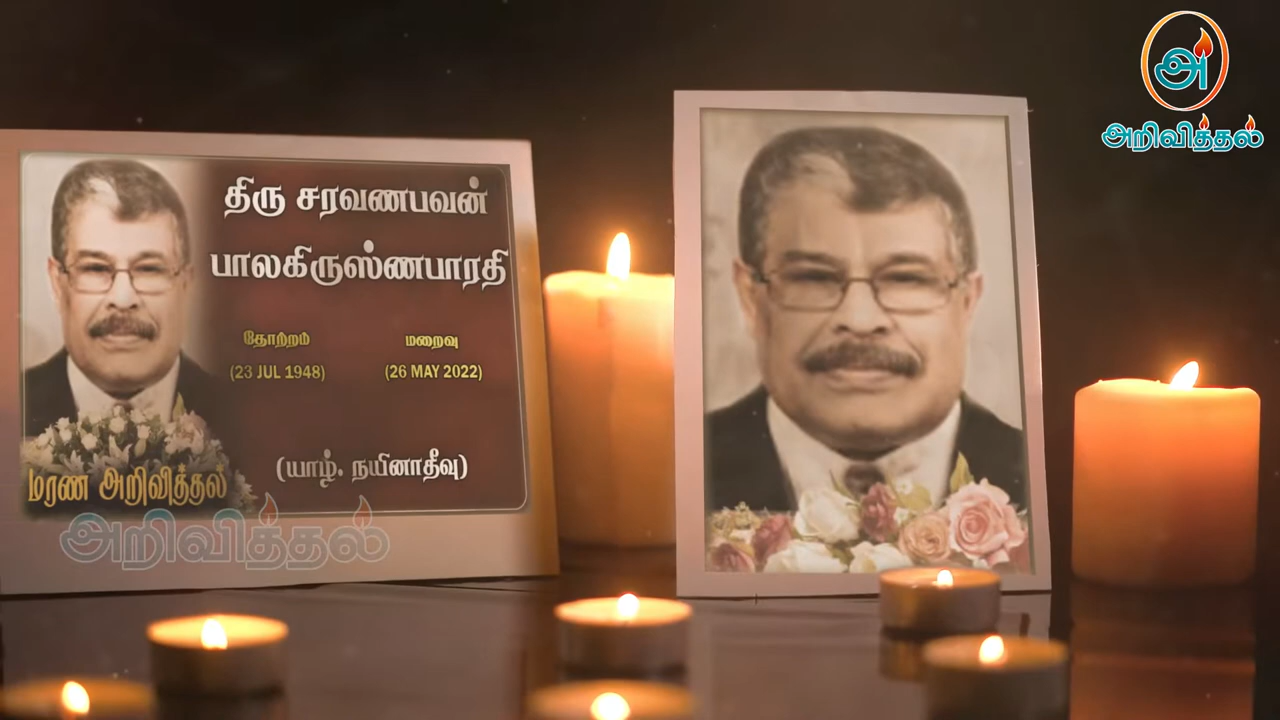 திரு சரவணபவன்
பாலகிருஸ்ணபாரதி
தோற்றம் மறைவு
(23 JUL 1948) (26 MAY 2022)
(யாழ். நயினாதீவு)
மரண அறிவித்தல்
அறிவித்தல்
அ
அறிவித்தல்